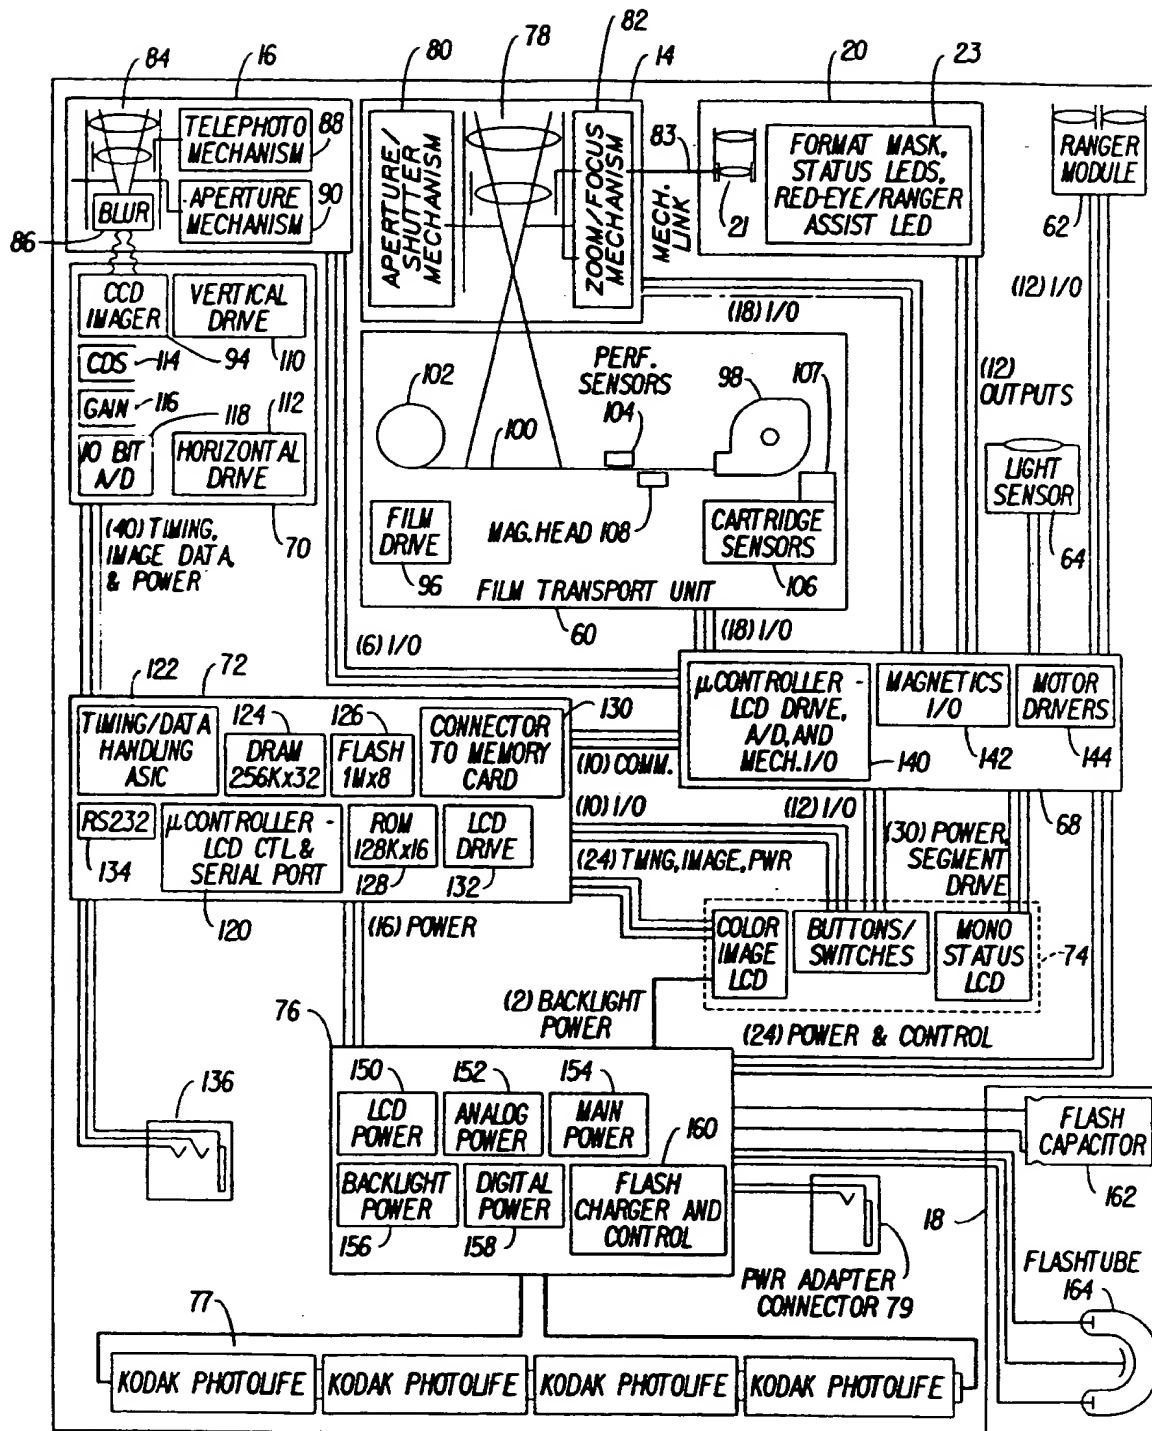 84
16
80
78
82
14
20
23
TELEPHOTO
MECHANISM
88
APERTURE
MECHANISM
90
BLUR
86
APERTURE/
SHUTTER
MECHANISM
ZOOM/FOCUS
MECHANISM
83
MECH.
LINK
21
FORMAT MASK,
STATUS LEDS,
RED-EYE/RANGER
ASSIST LED
RANGER
MODULE
62
(12) I/O
CCD
IMAGER
VERTICAL
DRIVE
94
110
CDS
114
GAIN
116
118
112
10 BIT
A/D
HORIZONTAL
DRIVE
70
(40) TIMING,
IMAGE DATA,
& POWER
(18) I/O
102
PERF.
SENSORS
104
98
107
100
MAG. HEAD 108
FILM
DRIVE
96
CARTRIDGE
SENSORS
106
FILM TRANSPORT UNIT
60
(12)
OUTPUTS
LIGHT
SENSOR
64
(6) I/O
(18) I/O
122
72
TIMING/DATA
HANDLING
ASIC
124
DRAM
256Kx32
126
FLASH
1Mx8
CONNECTOR
TO MEMORY
CARD
130
(10) COMM.
μCONTROLLER -
LCD DRIVE,
A/D, AND
MECH. I/O
140
MAGNETICS
I/O
142
MOTOR
DRIVERS
144
68
RS232
134
μCONTROLLER -
LCD CTL &
SERIAL PORT
120
ROM
128Kx16
128
LCD
DRIVE
132
(10) I/O
(12) I/O
(24) TMNG, IMAGE, PWR
(30) POWER,
SEGMENT
DRIVE
(16) POWER
COLOR
IMAGE
LCD
BUTTONS/
SWITCHES
MONO
STATUS
LCD
74
(2) BACKLIGHT
POWER
(24) POWER & CONTROL
76
136
150
LCD
POWER
152
ANALOG
POWER
154
MAIN
POWER
160
BACKLIGHT
POWER
156
DIGITAL
POWER
158
FLASH
CHARGER AND
CONTROL
FLASH
CAPACITOR
162
18
PWR ADAPTER
CONNECTOR 79
FLASHTUBE
164
77
KODAK PHOTOLIFE
KODAK PHOTOLIFE
KODAK PHOTOLIFE
KODAK PHOTOLIFE